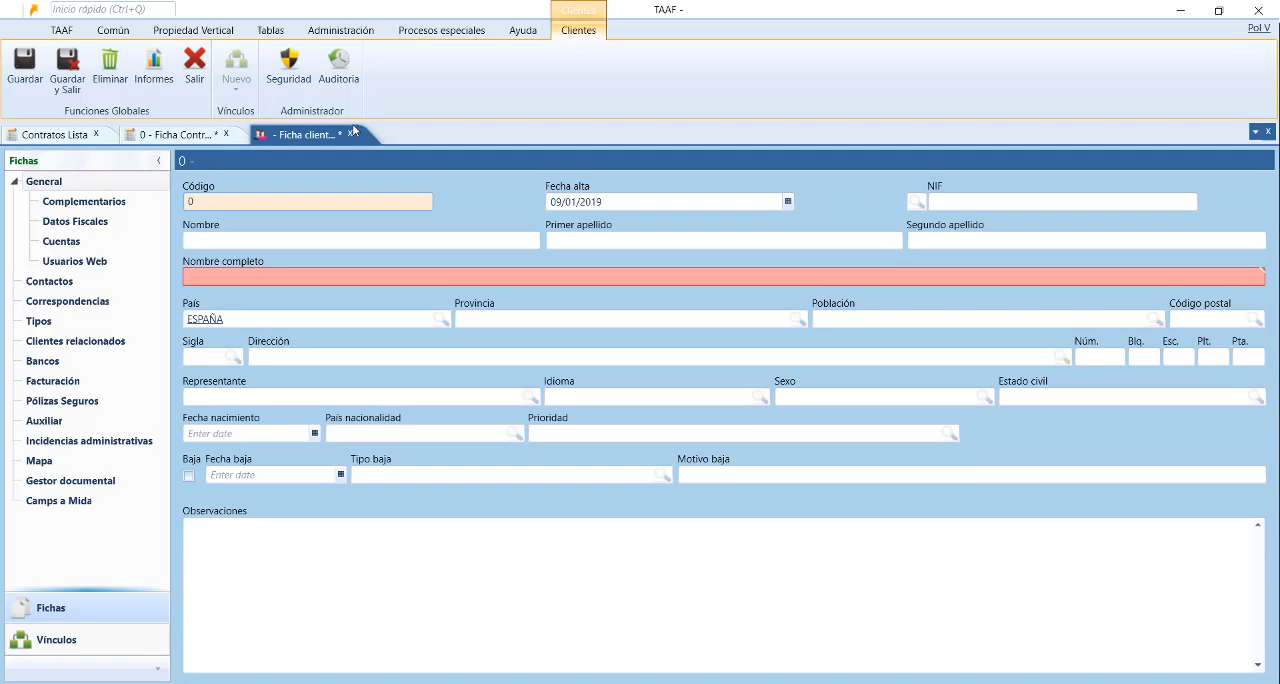 Inicio rápido (Ctrl+Q)
Clientes
TAAF -
TAAF Común Propiedad Vertical Tablas Administración Procesos especiales Ayuda Clientes
Pol V
Guardar Guardar y Salir Eliminar Informes Salir Nuevo Seguridad Auditoria
Funciones Globales Vínculos Administrador
Contratos Lista x 0 - Ficha Contr... * x - Ficha client... * x
Fichas
0 -
General
Complementarios
Datos Fiscales
Cuentas
Usuarios Web
Contactos
Correspondencias
Tipos
Clientes relacionados
Bancos
Facturación
Pólizas Seguros
Auxiliar
Incidencias administrativas
Mapa
Gestor documental
Camps a Mida
Fichas
Vínculos
Código Fecha alta NIF
0 09/01/2019
Nombre Primer apellido Segundo apellido
Nombre completo
País Provincia Población Código postal
ESPAÑA
Sigla Dirección Núm. Blq. Esc. Plt. Pta.
Representante Idioma Sexo Estado civil
Fecha nacimiento País nacionalidad Prioridad
Enter date
Baja Fecha baja Tipo baja Motivo baja
Enter date
Observaciones